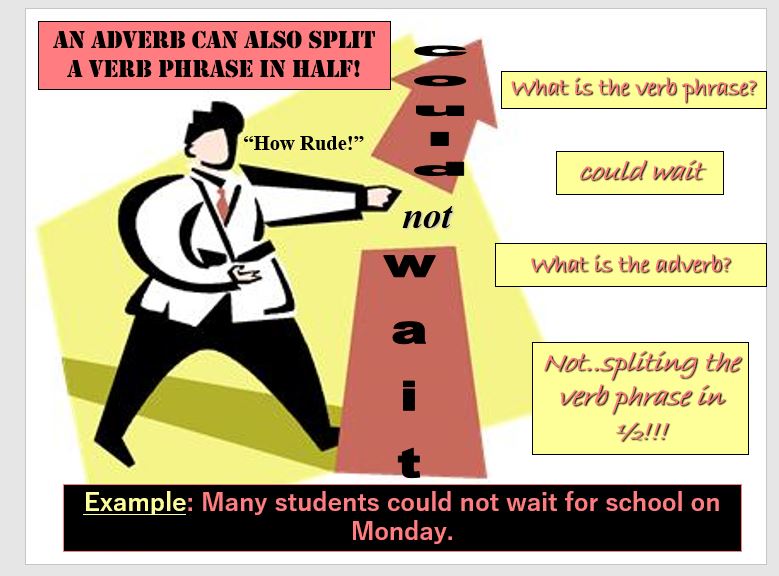 AN ADVERB CAN ALSO SPLIT
A VERB PHRASE IN HALF!
“How Rude!”
could
not
wait
What is the verb phrase?
could wait
What is the adverb?
Not..spliting the
verb phrase in
½!!!
Example: Many students could not wait for school on
Monday.